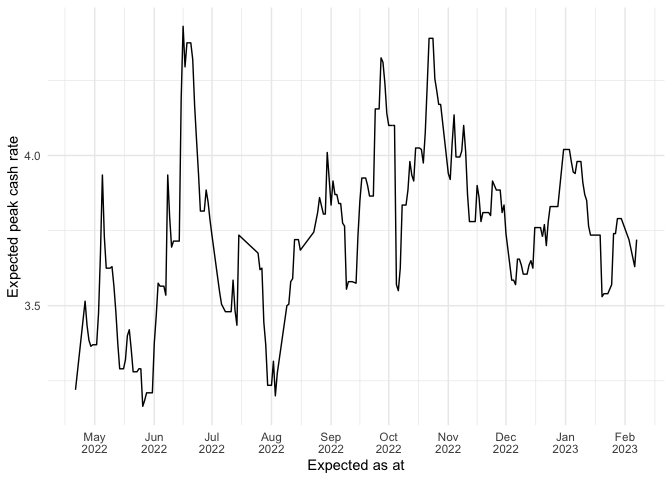 Expected peak cash rate
4.0
3.5
May Jun Jul Aug Sep Oct Nov Dec Jan Feb
2022 2022 2022 2022 2022 2022 2022 2022 2023 2023
Expected as at